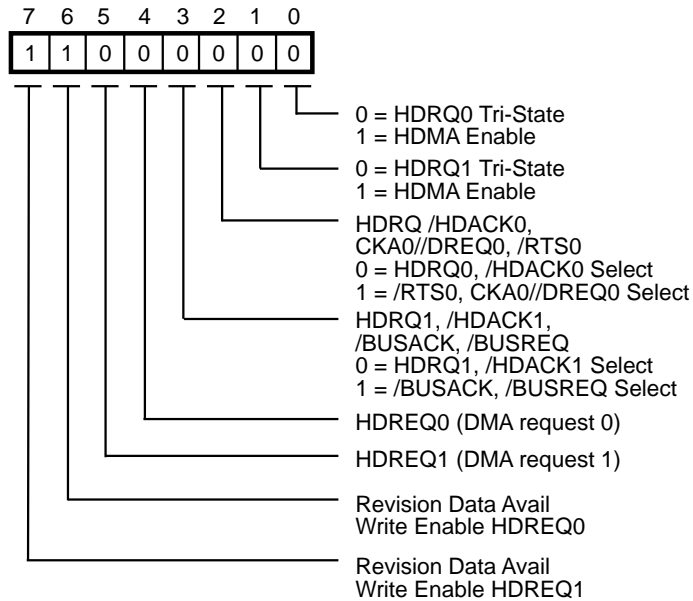 7 6 5 4 3 2 1 0
1 1 0 0 0 0 0 0
0 = HDRQ0 Tri-State
1 = HDMA Enable
0 = HDRQ1 Tri-State
1 = HDMA Enable
HDRQ /HDACK0,
CKA0//DREQ0, /RTS0
0 = HDRQ0, /HDACK0 Select
1 = /RTS0, CKA0//DREQ0 Select
HDRQ1, /HDACK1,
/BUSACK, /BUSREQ
0 = HDRQ1, /HDACK1 Select
1 = /BUSACK, /BUSREQ Select
HDREQ0 (DMA request 0)
HDREQ1 (DMA request 1)
Revision Data Avail
Write Enable HDREQ0
Revision Data Avail
Write Enable HDREQ1